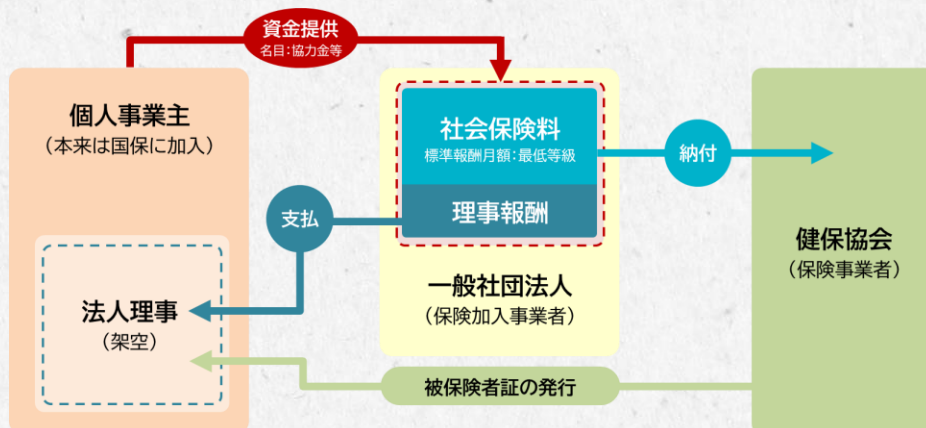 資金提供
名目:協力金等
個人事業主
（本来は国保に加入）
社会保険料
標準報酬月額:最低等級
納付
理事報酬
支払
健保協会
（保険事業者）
一般社団法人
（保険加入事業者）
法人理事
（架空）
被保険者証の発行